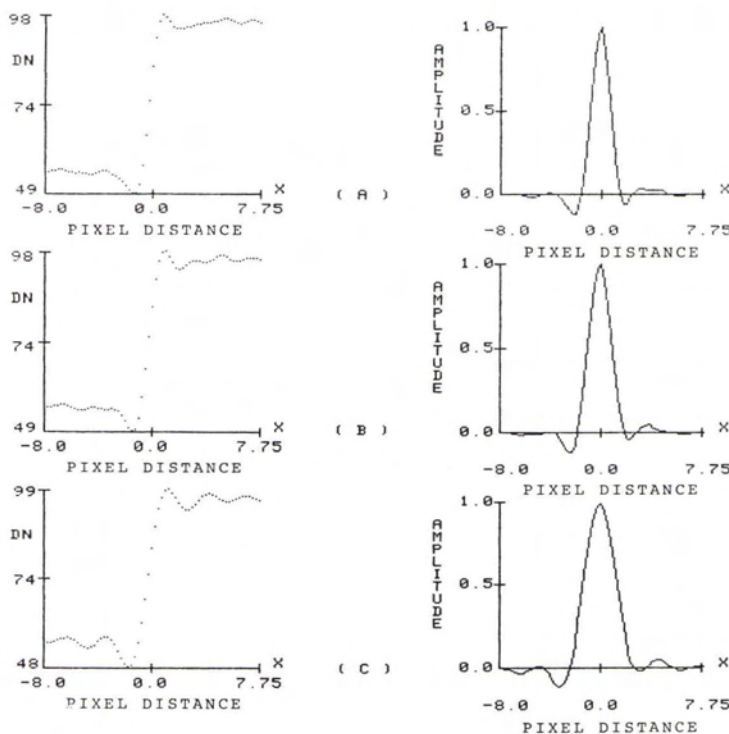 98
DN
74
49
-8.0 0.0 7.75
X
PIXEL DISTANCE
( A )
AMPLITUDE
1.0
0.5
0.0
-8.0 0.0 7.75
X
PIXEL DISTANCE
98
DN
74
49
-8.0 0.0 7.75
X
PIXEL DISTANCE
( B )
AMPLITUDE
1.0
0.5
0.0
-8.0 0.0 7.75
X
PIXEL DISTANCE
99
DN
74
48
-8.0 0.0 7.75
X
PIXEL DISTANCE
( C )
AMPLITUDE
1.0
0.5
0.0
-8.0 0.0 7.75
X
PIXEL DISTANCE